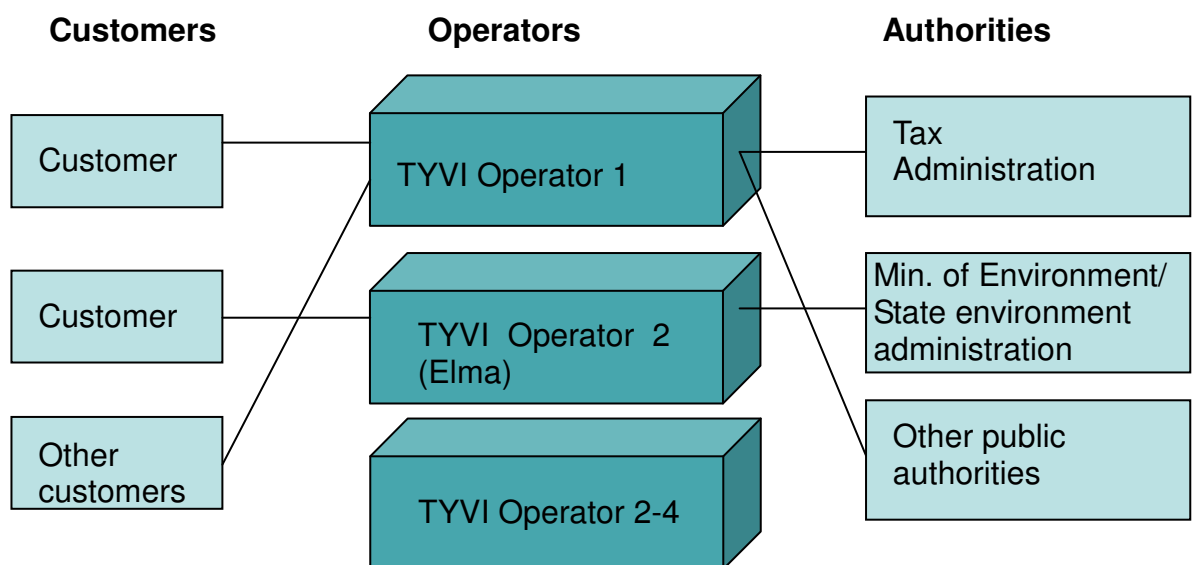 Customers
Operators
Authorities
Customer
Customer
Other
customers
TYVI Operator 1
TYVI Operator 2
(Elma)
TYVI Operator 2-4
Tax
Administration
Min. of Environment/
State environment
administration
Other public
authorities